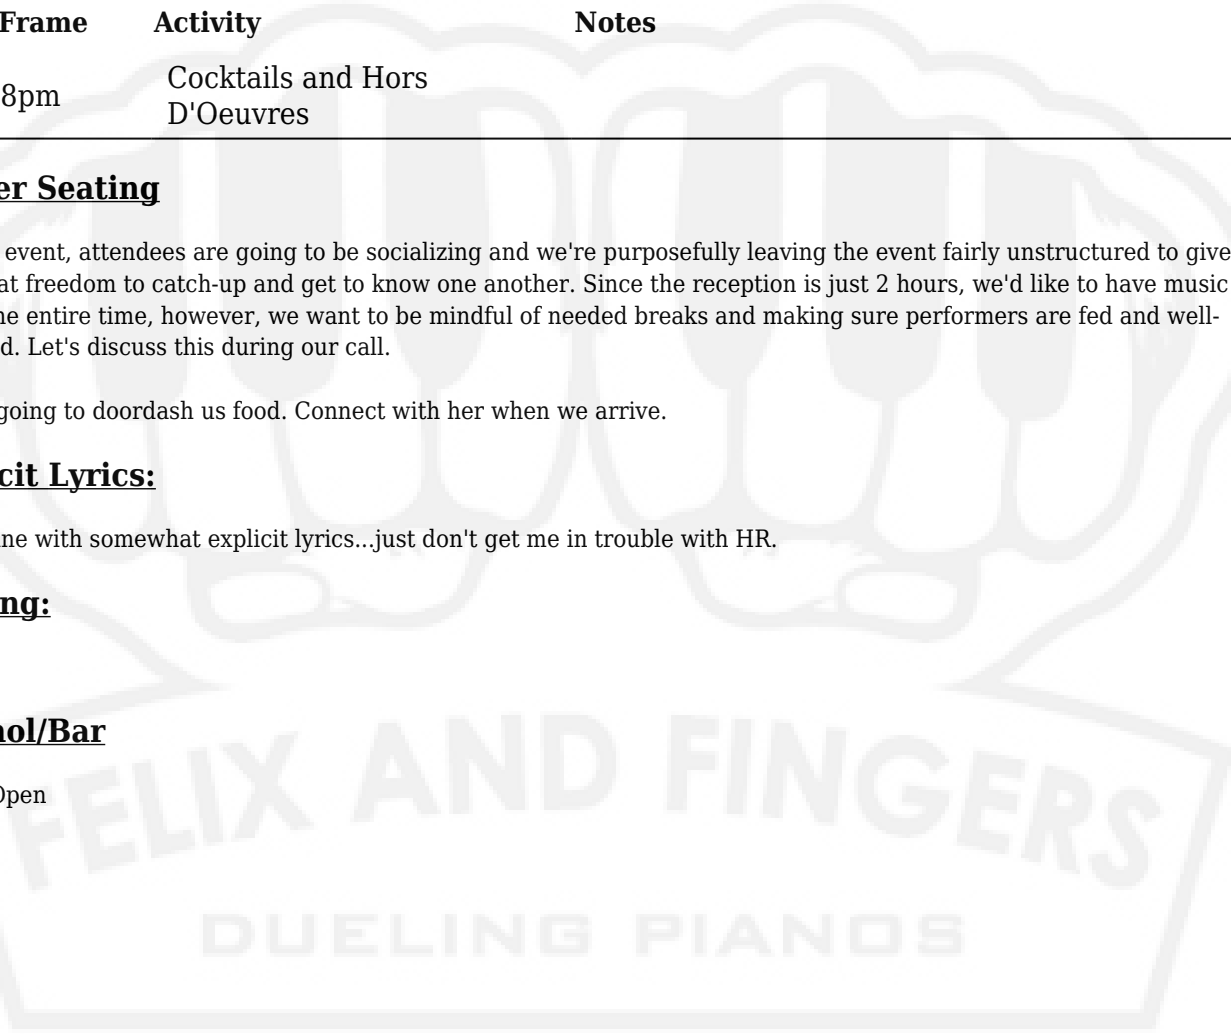 Frame Activity Notes
8pm Cocktails and Hors
D'Oeuvres
er Seating
event, attendees are going to be socializing and we're purposefully leaving the event fairly unstructured to give
at freedom to catch-up and get to know one another. Since the reception is just 2 hours, we'd like to have music
ne entire time, however, we want to be mindful of needed breaks and making sure performers are fed and well-
d. Let's discuss this during our call.
going to doordash us food. Connect with her when we arrive.
cit Lyrics:
ine with somewhat explicit lyrics...just don't get me in trouble with HR.
ng:
nol/Bar
Open
FELIX AND FINGERS
DUELING PIANOS